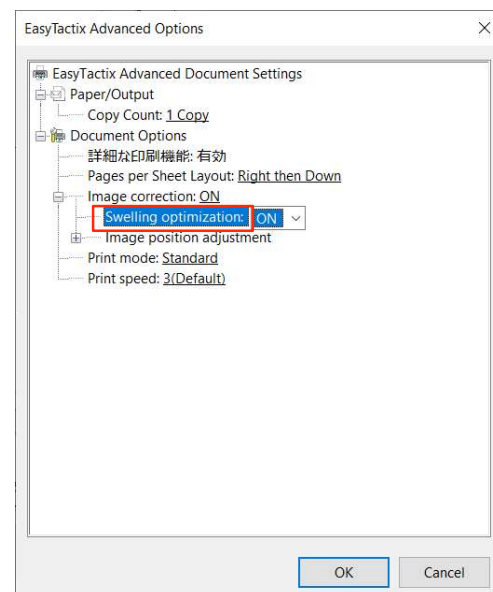 EasyTactix Advanced Options
EasyTactix Advanced Document Settings
Paper/Output
Copy Count: 1 Copy
Document Options
詳細な印刷機能: 有効
Pages per Sheet Layout: Right then Down
Image correction: ON
Swelling optimization: ON
Image position adjustment
Print mode: Standard
Print speed: 3(Default)
OK Cancel